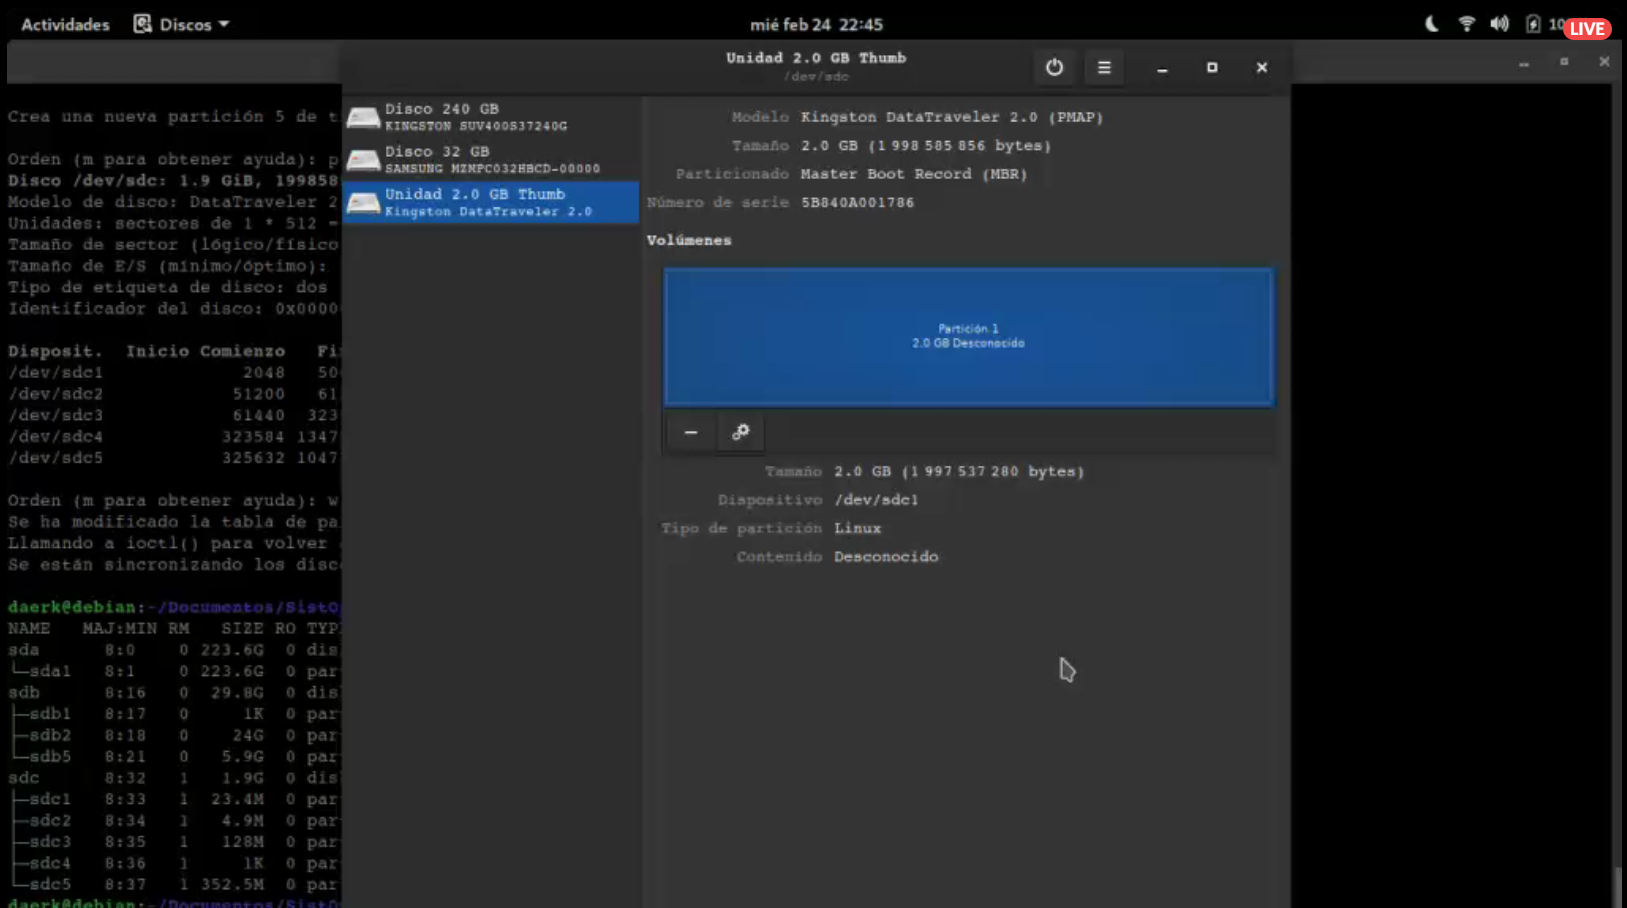 Actividades
Discos
mié feb 24 22:45
LIVE
Unidad 2.0 GB Thumb
/dev/sdc
Crea una nueva partición 5 de
Orden (m para obtener ayuda): p
Disco /dev/sdc: 1.9 GiB, 199858
Modelo de disco: DataTraveler 2
Unidades: sectores de 1 * 512 =
Tamaño de sector (lógico/físico
Tamaño de E/S (mínimo/óptimo):
Tipo de etiqueta de disco: dos
Identificador del disco: 0x0000
Disposit. Inicio Comienzo
/dev/sdc1 2048 50
/dev/sdc2 51200 61
/dev/sdc3 61440 323
/dev/sdc4 323584 1347
/dev/sdc5 325632 1047
Orden (m para obtener ayuda): w
Se ha modificado la tabla de pa
Llamando a ioctl() para volver
Se están sincronizando los disc
daerk@debian:~/Documentos/SistO
NAME MAJ:MIN RM SIZE RO TYP
sda 8:0 0 223.6G 0 dis
└─sda1 8:1 0 223.6G 0 par
sdb 8:16 0 29.8G 0 dis
├─sdb1 8:17 0 1K 0 par
├─sdb2 8:18 0 24G 0 par
└─sdb5 8:21 0 5.9G 0 par
sdc 8:32 1 1.9G 0 dis
├─sdc1 8:33 1 23.4M 0 par
├─sdc2 8:34 1 4.9M 0 par
├─sdc3 8:35 1 128M 0 par
├─sdc4 8:36 1 1K 0 par
└─sdc5 8:37 1 352.5M 0 par
daerk@debian:~/Documentos/SistO
Disco 240 GB
KINGSTON SUV400S37240G
Disco 32 GB
SAMSUNG MZMPC032HBCD-00000
Unidad 2.0 GB Thumb
Kingston DataTraveler 2.0
Modelo Kingston DataTraveler 2.0 (PMAP)
Tamaño 2.0 GB (1 998 585 856 bytes)
Particionado Master Boot Record (MBR)
Número de serie 5B840A001786
Volúmenes
Partición 1
2.0 GB Desconocido
Tamaño 2.0 GB (1 997 537 280 bytes)
Dispositivo /dev/sdc1
Tipo de partición Linux
Contenido Desconocido